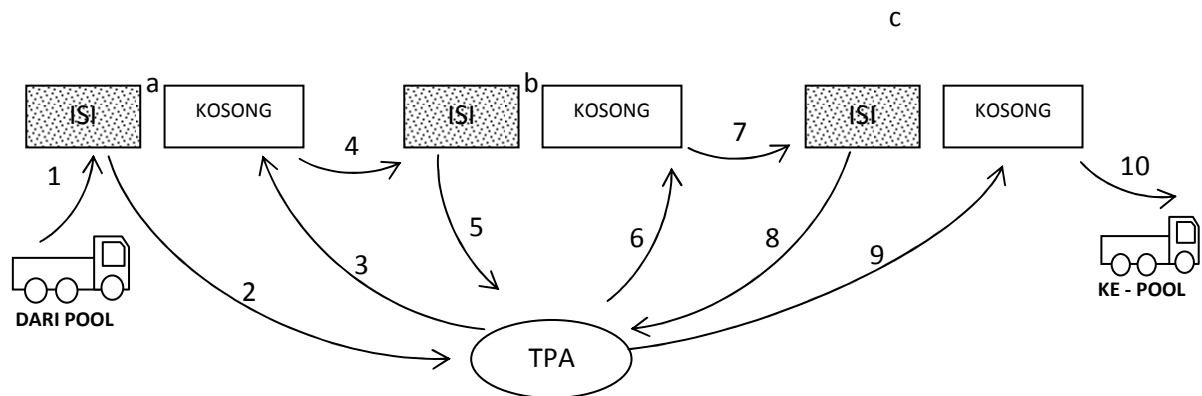 c
a
b
ISI
KOSONG
ISI
KOSONG
ISI
KOSONG
1
4
7
10
2
3
5
6
8
9
DARI POOL
KE - POOL
TPA